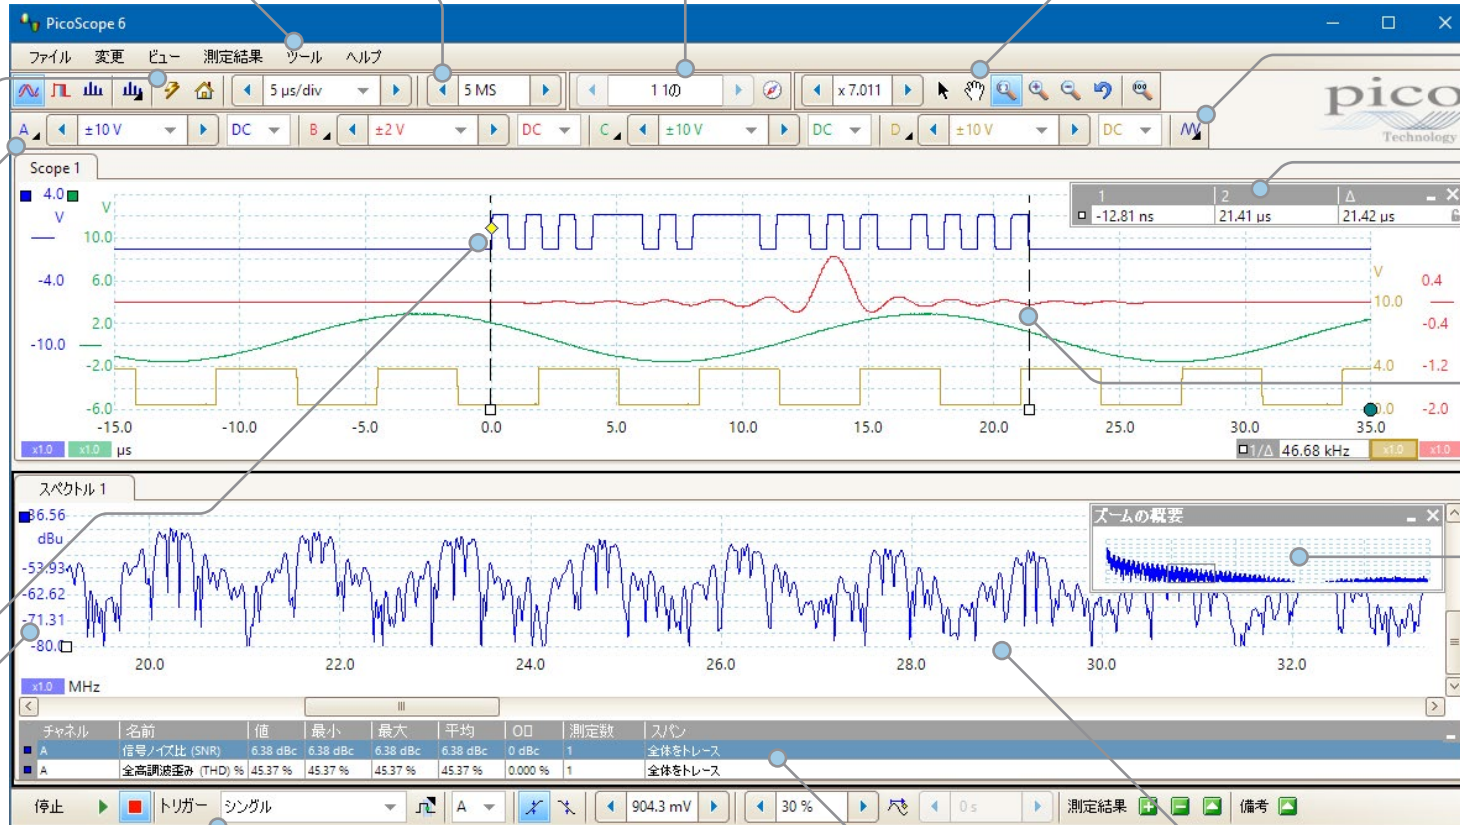 PicoScope 6
ファイル 変更 ビュー 測定結果 ツール ヘルプ
5 µs/div 5 MS 1 1の x 7.011
pico
Technology
A ±10 V DC B ±2 V DC C ±10 V DC D ±10 V DC
Scope 1
4.0
V
V
10.0
-4.0
6.0
2.0
-10.0
-2.0
-6.0
1 2 Δ
-12.81 ns 21.41 µs 21.42 µs
V
0.4
10.0
-0.4
4.0
-1.2
-2.0
-15.0 -10.0 -5.0 0.0 5.0 10.0 15.0 20.0 25.0 30.0 35.0
x1.0 x1.0 µs
1/Δ 46.68 kHz x1.0 x1.0
スペクトル 1
dBu
-53.93
-62.62
-71.31
ズームの概要
20.0 22.0 24.0 26.0 28.0 30.0 32.0
x1.0 MHz
チャネル 名前 値 最小 最大 平均 測定数 スパン
A 信号ノイズ比 (SNR) 6.38 dBc 6.38 dBc 6.38 dBc 6.38 dBc 0 dBc 1 全体をトレース
A 全高調波歪み (THD) % 45.37 % 45.37 % 45.37 % 45.37 % 0.000 % 1 全体をトレース
停止 トリガー シングル A 904.3 mV 30 % 0 s 測定結果 備考